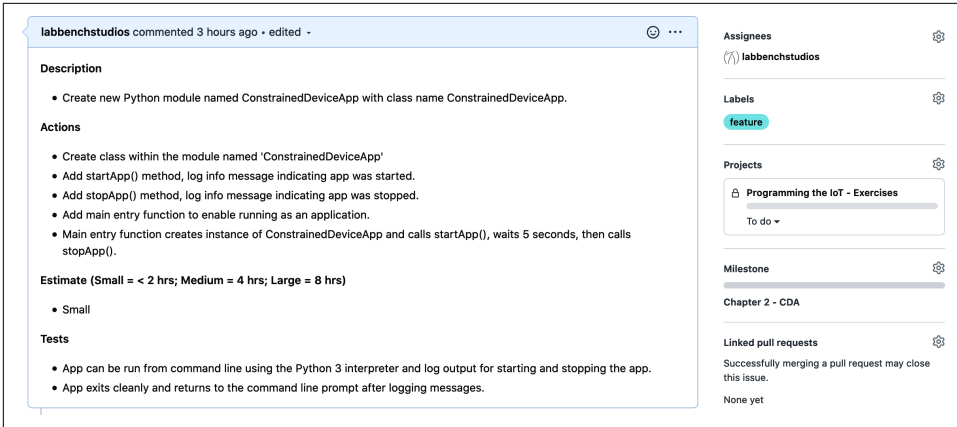 labbenchstudios commented 3 hours ago • edited
Description
• Create new Python module named ConstrainedDeviceApp with class name ConstrainedDeviceApp.
Actions
• Create class within the module named 'ConstrainedDeviceApp'
• Add startApp() method, log info message indicating app was started.
• Add stopApp() method, log info message indicating app was stopped.
• Add main entry function to enable running as an application.
• Main entry function creates instance of ConstrainedDeviceApp and calls startApp(), waits 5 seconds, then calls
stopApp().
Estimate (Small = < 2 hrs; Medium = 4 hrs; Large = 8 hrs)
• Small
Tests
• App can be run from command line using the Python 3 interpreter and log output for starting and stopping the app.
• App exits cleanly and returns to the command line prompt after logging messages.
Assignees
labbenchstudios
Labels
feature
Projects
Programming the IoT - Exercises
To do
Milestone
Chapter 2 - CDA
Linked pull requests
Successfully merging a pull request may close
this issue.
None yet